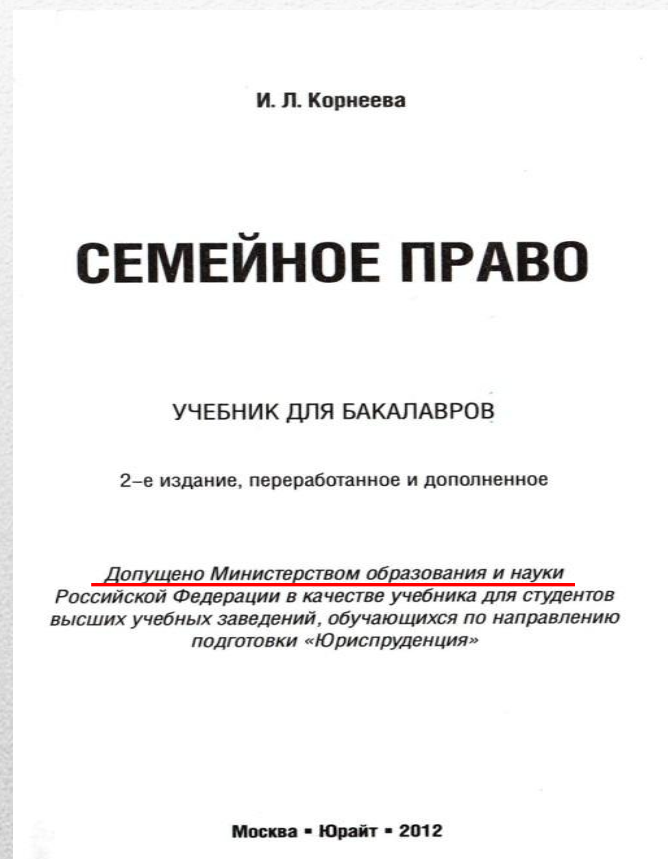 И. Л. Корнеева
СЕМЕЙНОЕ ПРАВО
УЧЕБНИК ДЛЯ БАКАЛАВРОВ
2–е издание, переработанное и дополненное
Допущено Министерством образования и науки
Российской Федерации в качестве учебника для студентов
высших учебных заведений, обучающихся по направлению
подготовки «Юриспруденция»
Москва ▪ Юрайт ▪ 2012